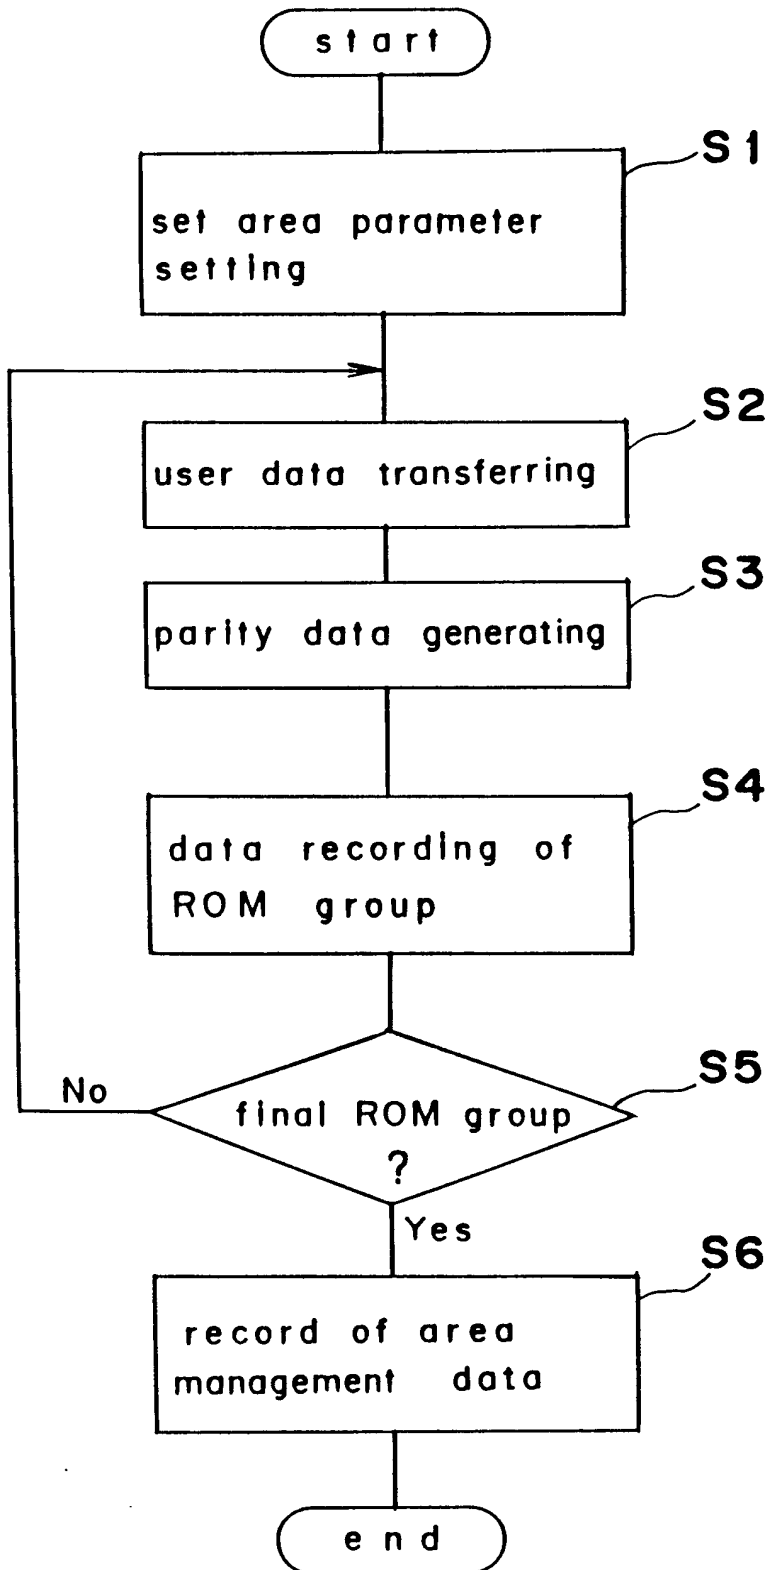 start
S1
set area parameter
setting
S2
user data transferring
S3
parity data generating
S4
data recording of
ROM group
S5
No
final ROM group
?
Yes
S6
record of area
management data
end